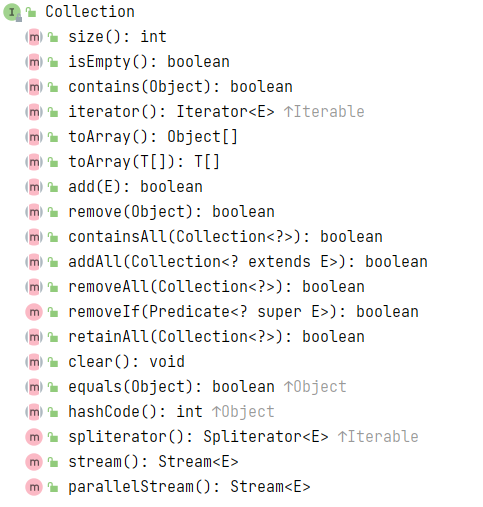 Collection
size(): int
isEmpty(): boolean
contains(Object): boolean
iterator(): Iterator<E> ↑Iterable
toArray(): Object[]
toArray(T[]): T[]
add(E): boolean
remove(Object): boolean
containsAll(Collection<?>): boolean
addAll(Collection<? extends E>): boolean
removeAll(Collection<?>): boolean
removeIf(Predicate<? super E>): boolean
retainAll(Collection<?>): boolean
clear(): void
equals(Object): boolean ↑Object
hashCode(): int ↑Object
spliterator(): Spliterator<E> ↑Iterable
stream(): Stream<E>
parallelStream(): Stream<E>